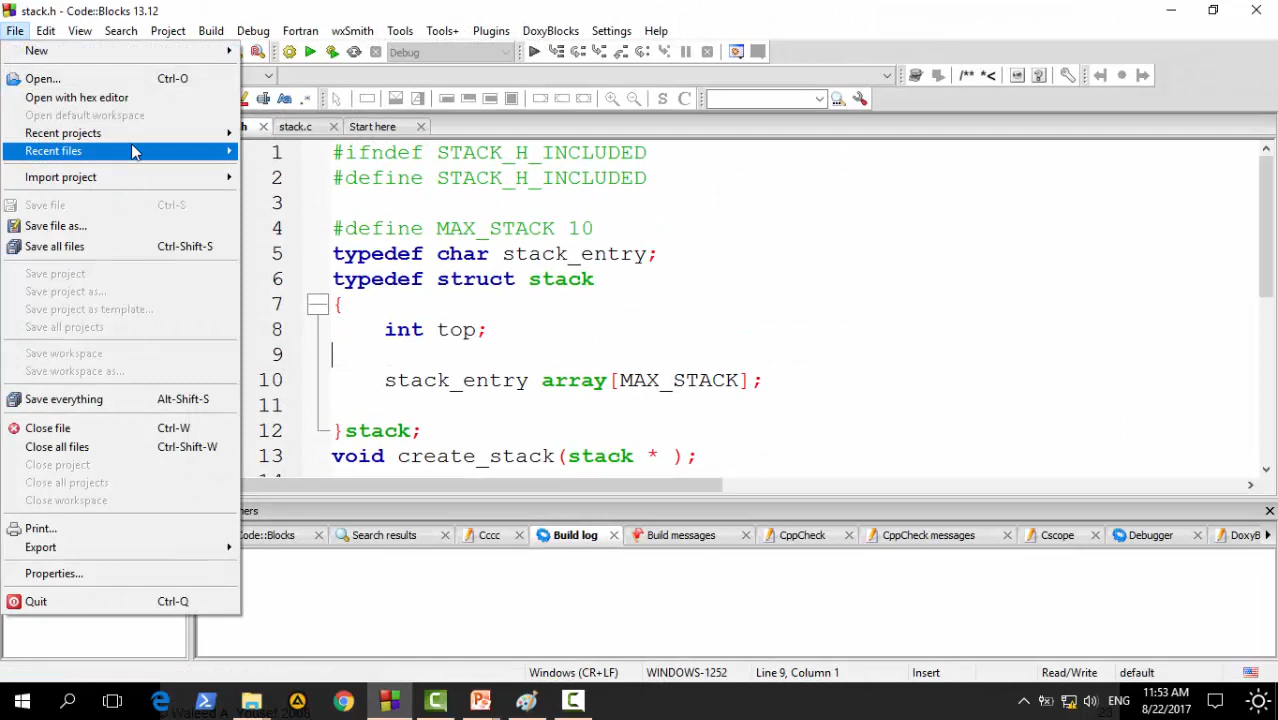 stack.h - Code::Blocks 13.12
File Edit View Search Project Build Debug Fortran wxSmith Tools Tools+ Plugins DoxyBlocks Settings Help
New
Debug
Open... Ctrl-O
/** *<
Open with hex editor
S C
Open default workspace
h stack.c Start here
Recent projects
Recent files
Import project
Save file Ctrl-S
Save file as...
Save all files Ctrl-Shift-S
Save project
Save project as...
Save project as template...
Save all projects
Save workspace
Save workspace as...
Save everything Alt-Shift-S
Close file Ctrl-W
Close all files Ctrl-Shift-W
Close project
Close all projects
Close workspace
Print...
Export
Properties...
Quit Ctrl-Q
1 #ifndef STACK_H_INCLUDED
2 #define STACK_H_INCLUDED
3
4 #define MAX_STACK 10
5 typedef char stack_entry;
6 typedef struct stack
7 {
8 int top;
9
10 stack_entry array[MAX_STACK];
11
12 }stack;
13 void create_stack(stack * );
hers
Code::Blocks Search results Cccc Build log Build messages CppCheck CppCheck messages Cscope Debugger DoxyB
Windows (CR+LF) WINDOWS-1252 Line 9, Column 1 Insert Read/Write default
ENG 11:53 AM
8/22/2017
© Waleed A. Yousef 2008
23